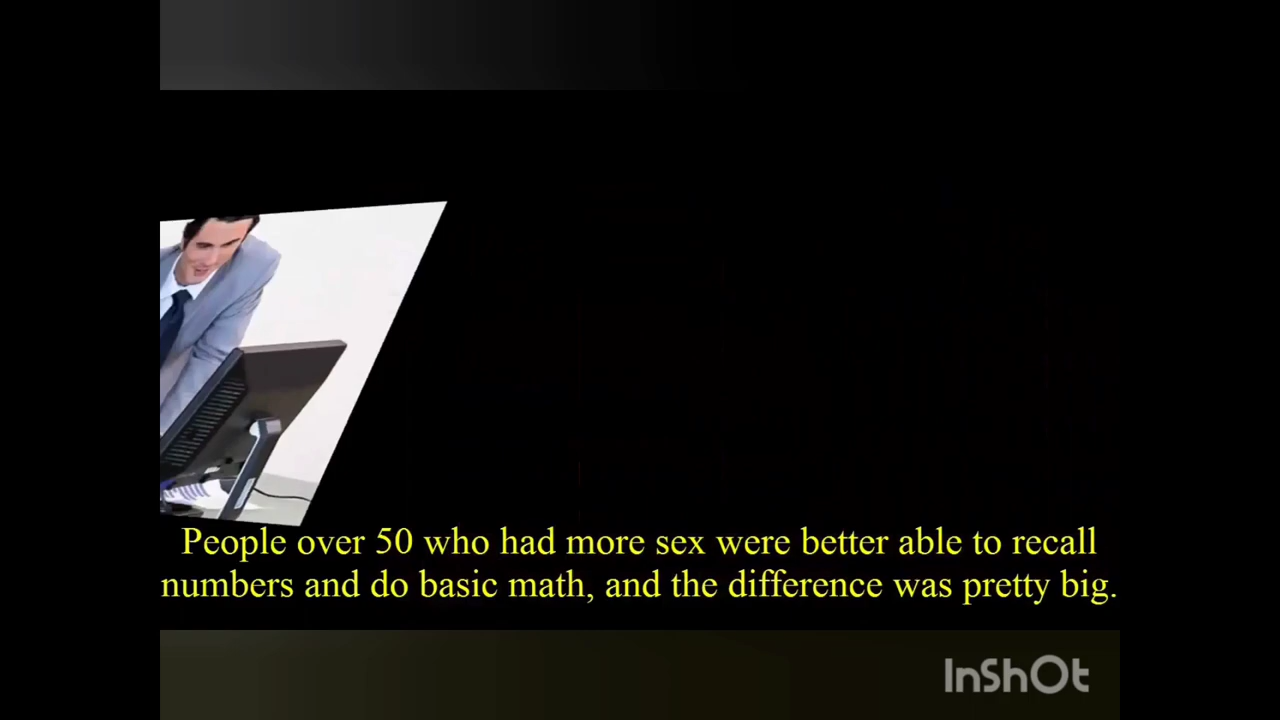 People over 50 who had more sex were better able to recall
numbers and do basic math, and the difference was pretty big.
InShOt